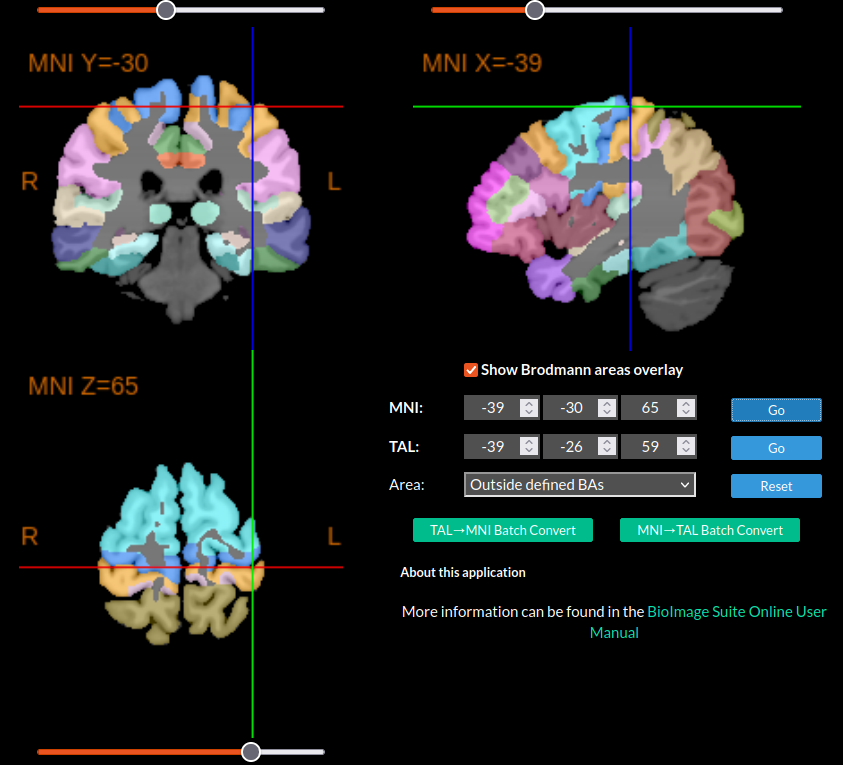 MNI Y=-30
MNI X=-39
R
L
MNI Z=65
Show Brodmann areas overlay
MNI: -39 -30 65 Go
TAL: -39 -26 59 Go
Area: Outside defined BAs Reset
R
L
TAL→MNI Batch Convert MNI→TAL Batch Convert
About this application
More information can be found in the BioImage Suite Online User
Manual